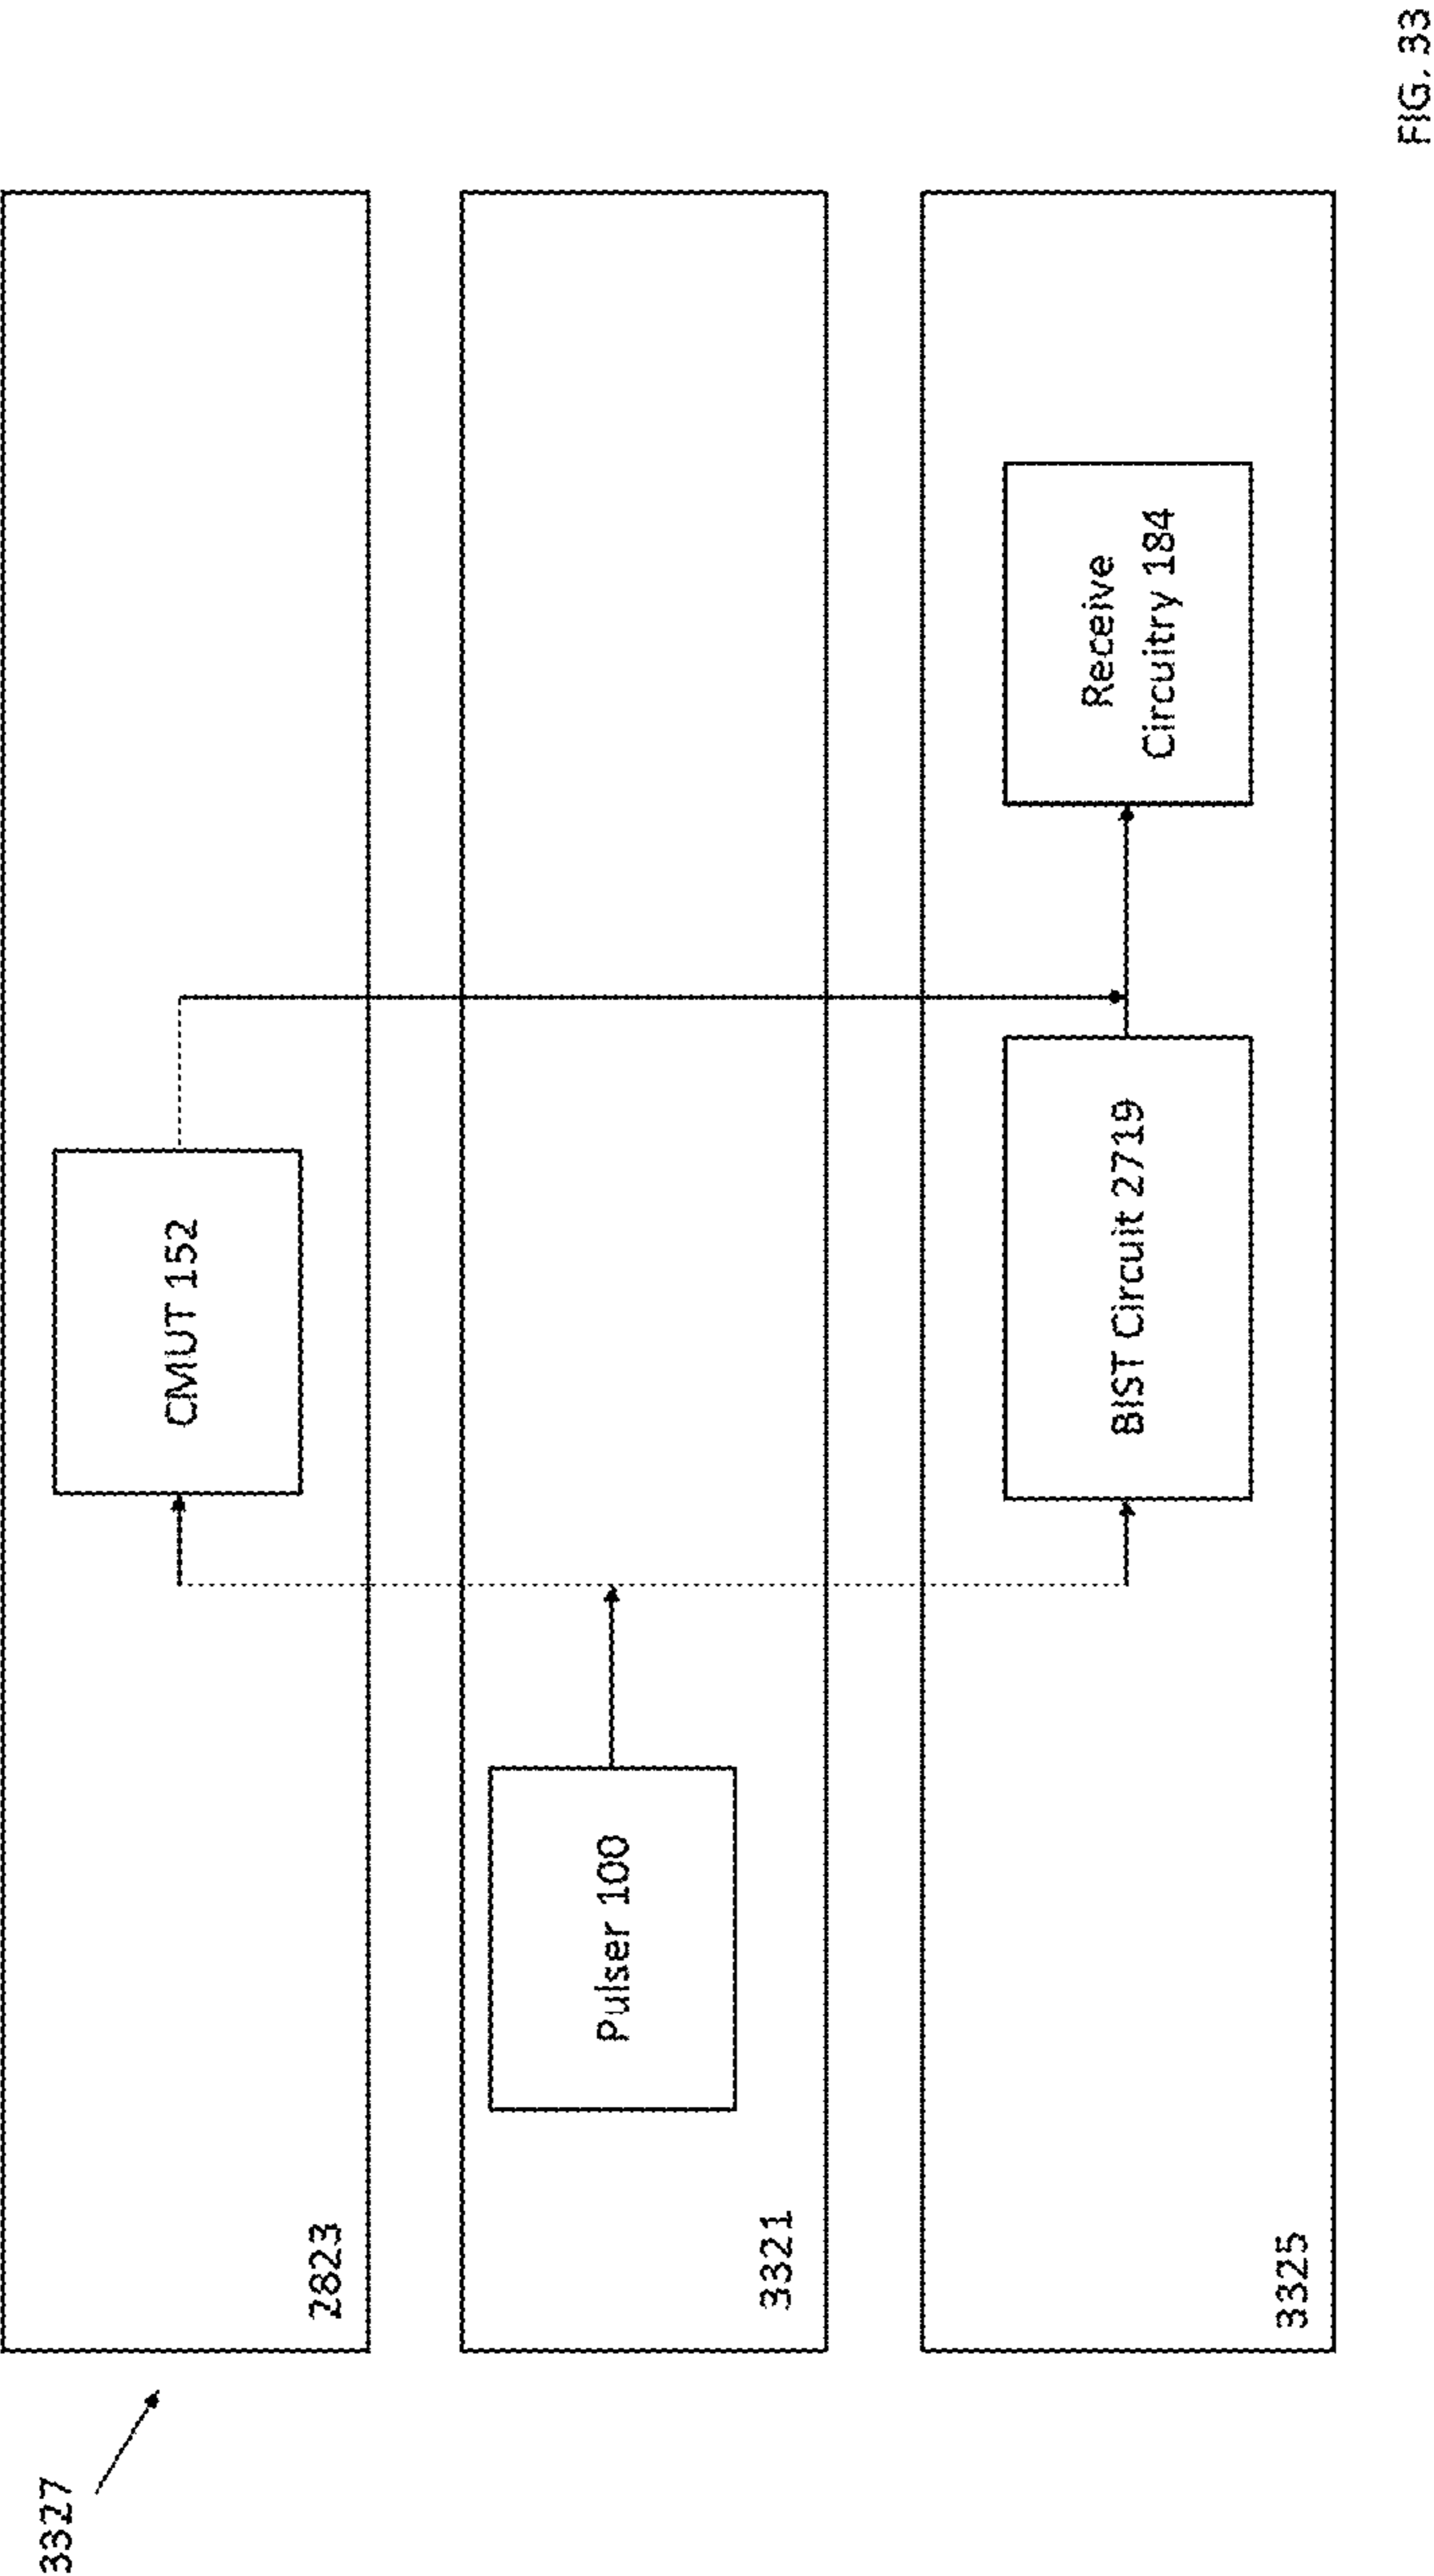 3327
CMUT 152
2823
Pulser 100
3321
BIST Circuit 2719
Receive
Circuitry 184
3325
FIG. 33